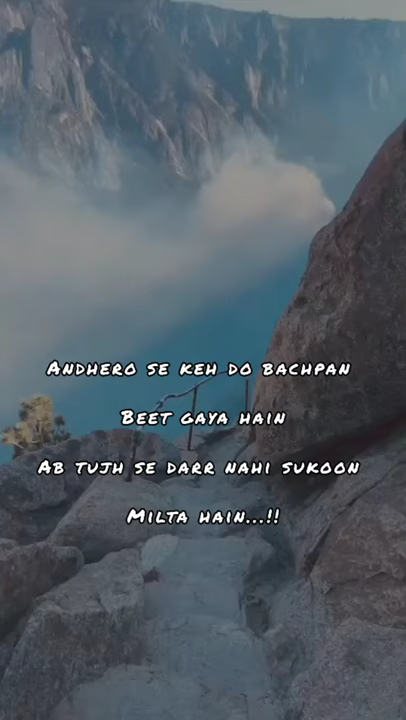 Andhero se keh do bachpan
Beet gaya hain
Ab tujh se darr nahi sukoon
Milta hain...!!